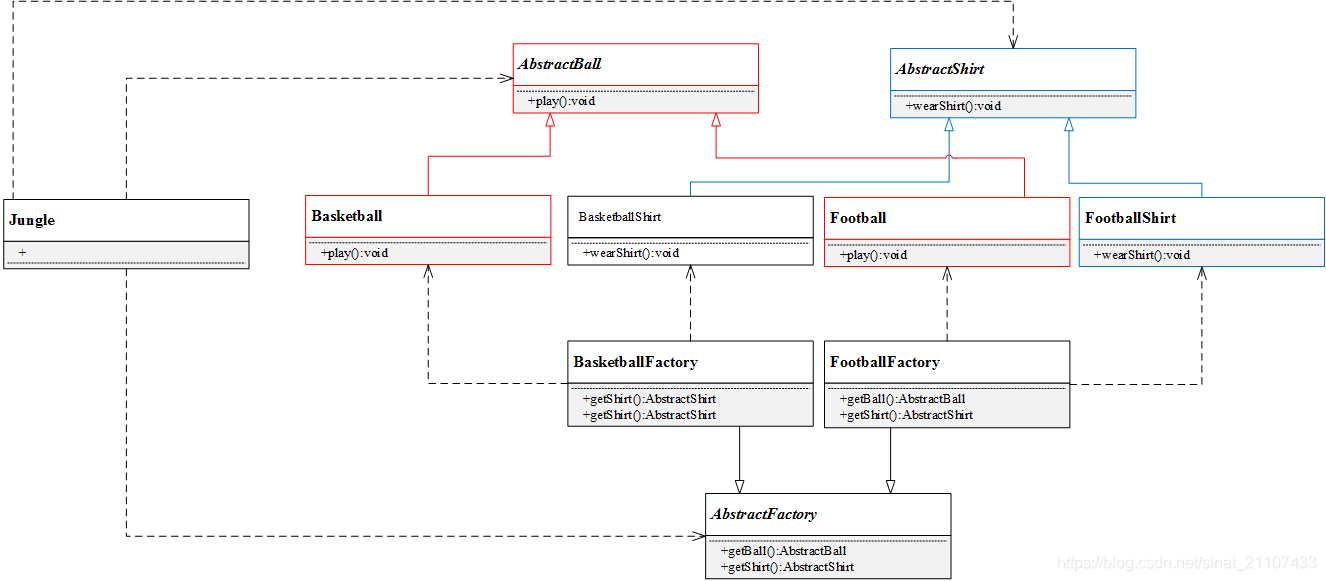 AbstractBall
+play():void
AbstractShirt
+wearShirt():void
Jungle
+
Basketball
+play():void
BasketballShirt
+wearShirt():void
Football
+play():void
FootballShirt
+wearShirt():void
BasketballFactory
+getShirt():AbstractShirt
+getShirt():AbstractShirt
FootballFactory
+getBall():AbstractBall
+getShirt():AbstractShirt
AbstractFactory
+getBall():AbstractBall
+getShirt():AbstractShirt
https://blog.csdn.net/sinat_21107433